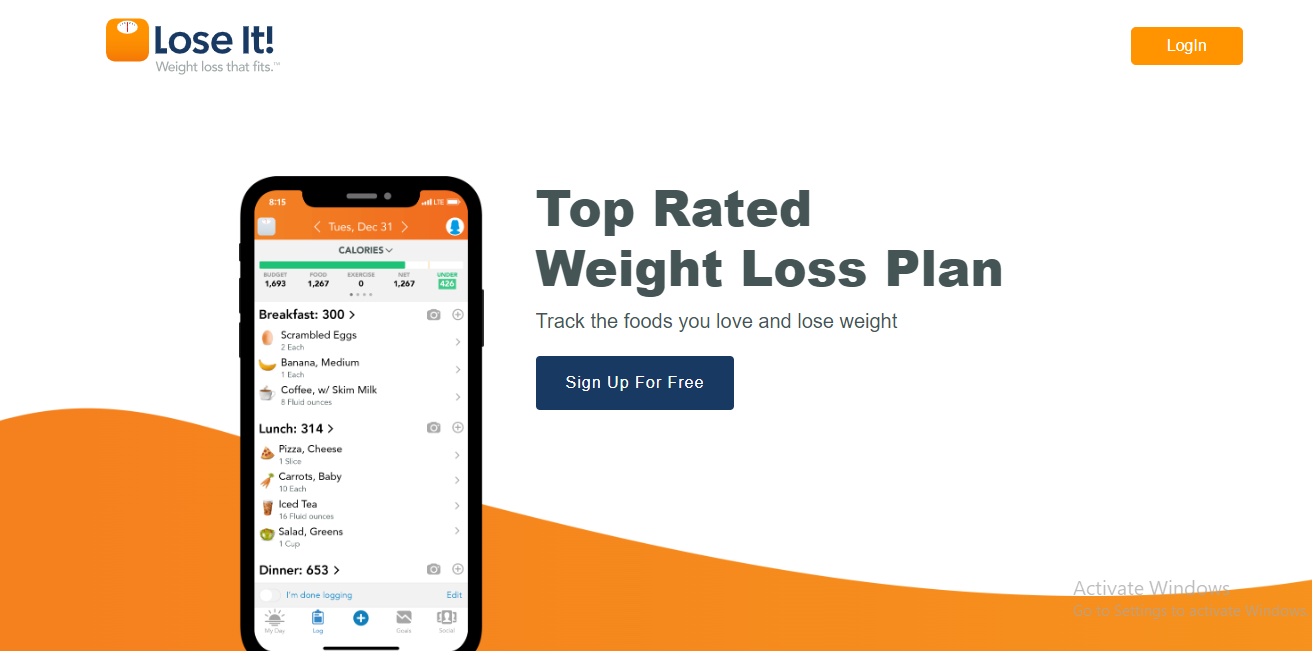 Lose It!
Weight loss that fits.™
LogIn
Top Rated
Weight Loss Plan
Track the foods you love and lose weight
Sign Up For Free
8:15
LTE
Tues, Dec 31
CALORIES
BUDGET FOOD EXERCISE NET UNDER
1,693 1,267 0 1,267 426
Breakfast: 300
Scrambled Eggs
2 Each
Banana, Medium
1 Each
Coffee, w/ Skim Milk
8 Fluid ounces
Lunch: 314
Pizza, Cheese
1 Slice
Carrots, Baby
10 Each
Iced Tea
16 Fluid ounces
Salad, Greens
1 Cup
Dinner: 653
I'm done logging Edit
My Day Log Goals Social
Activate Windows
Go to Settings to activate Windows.